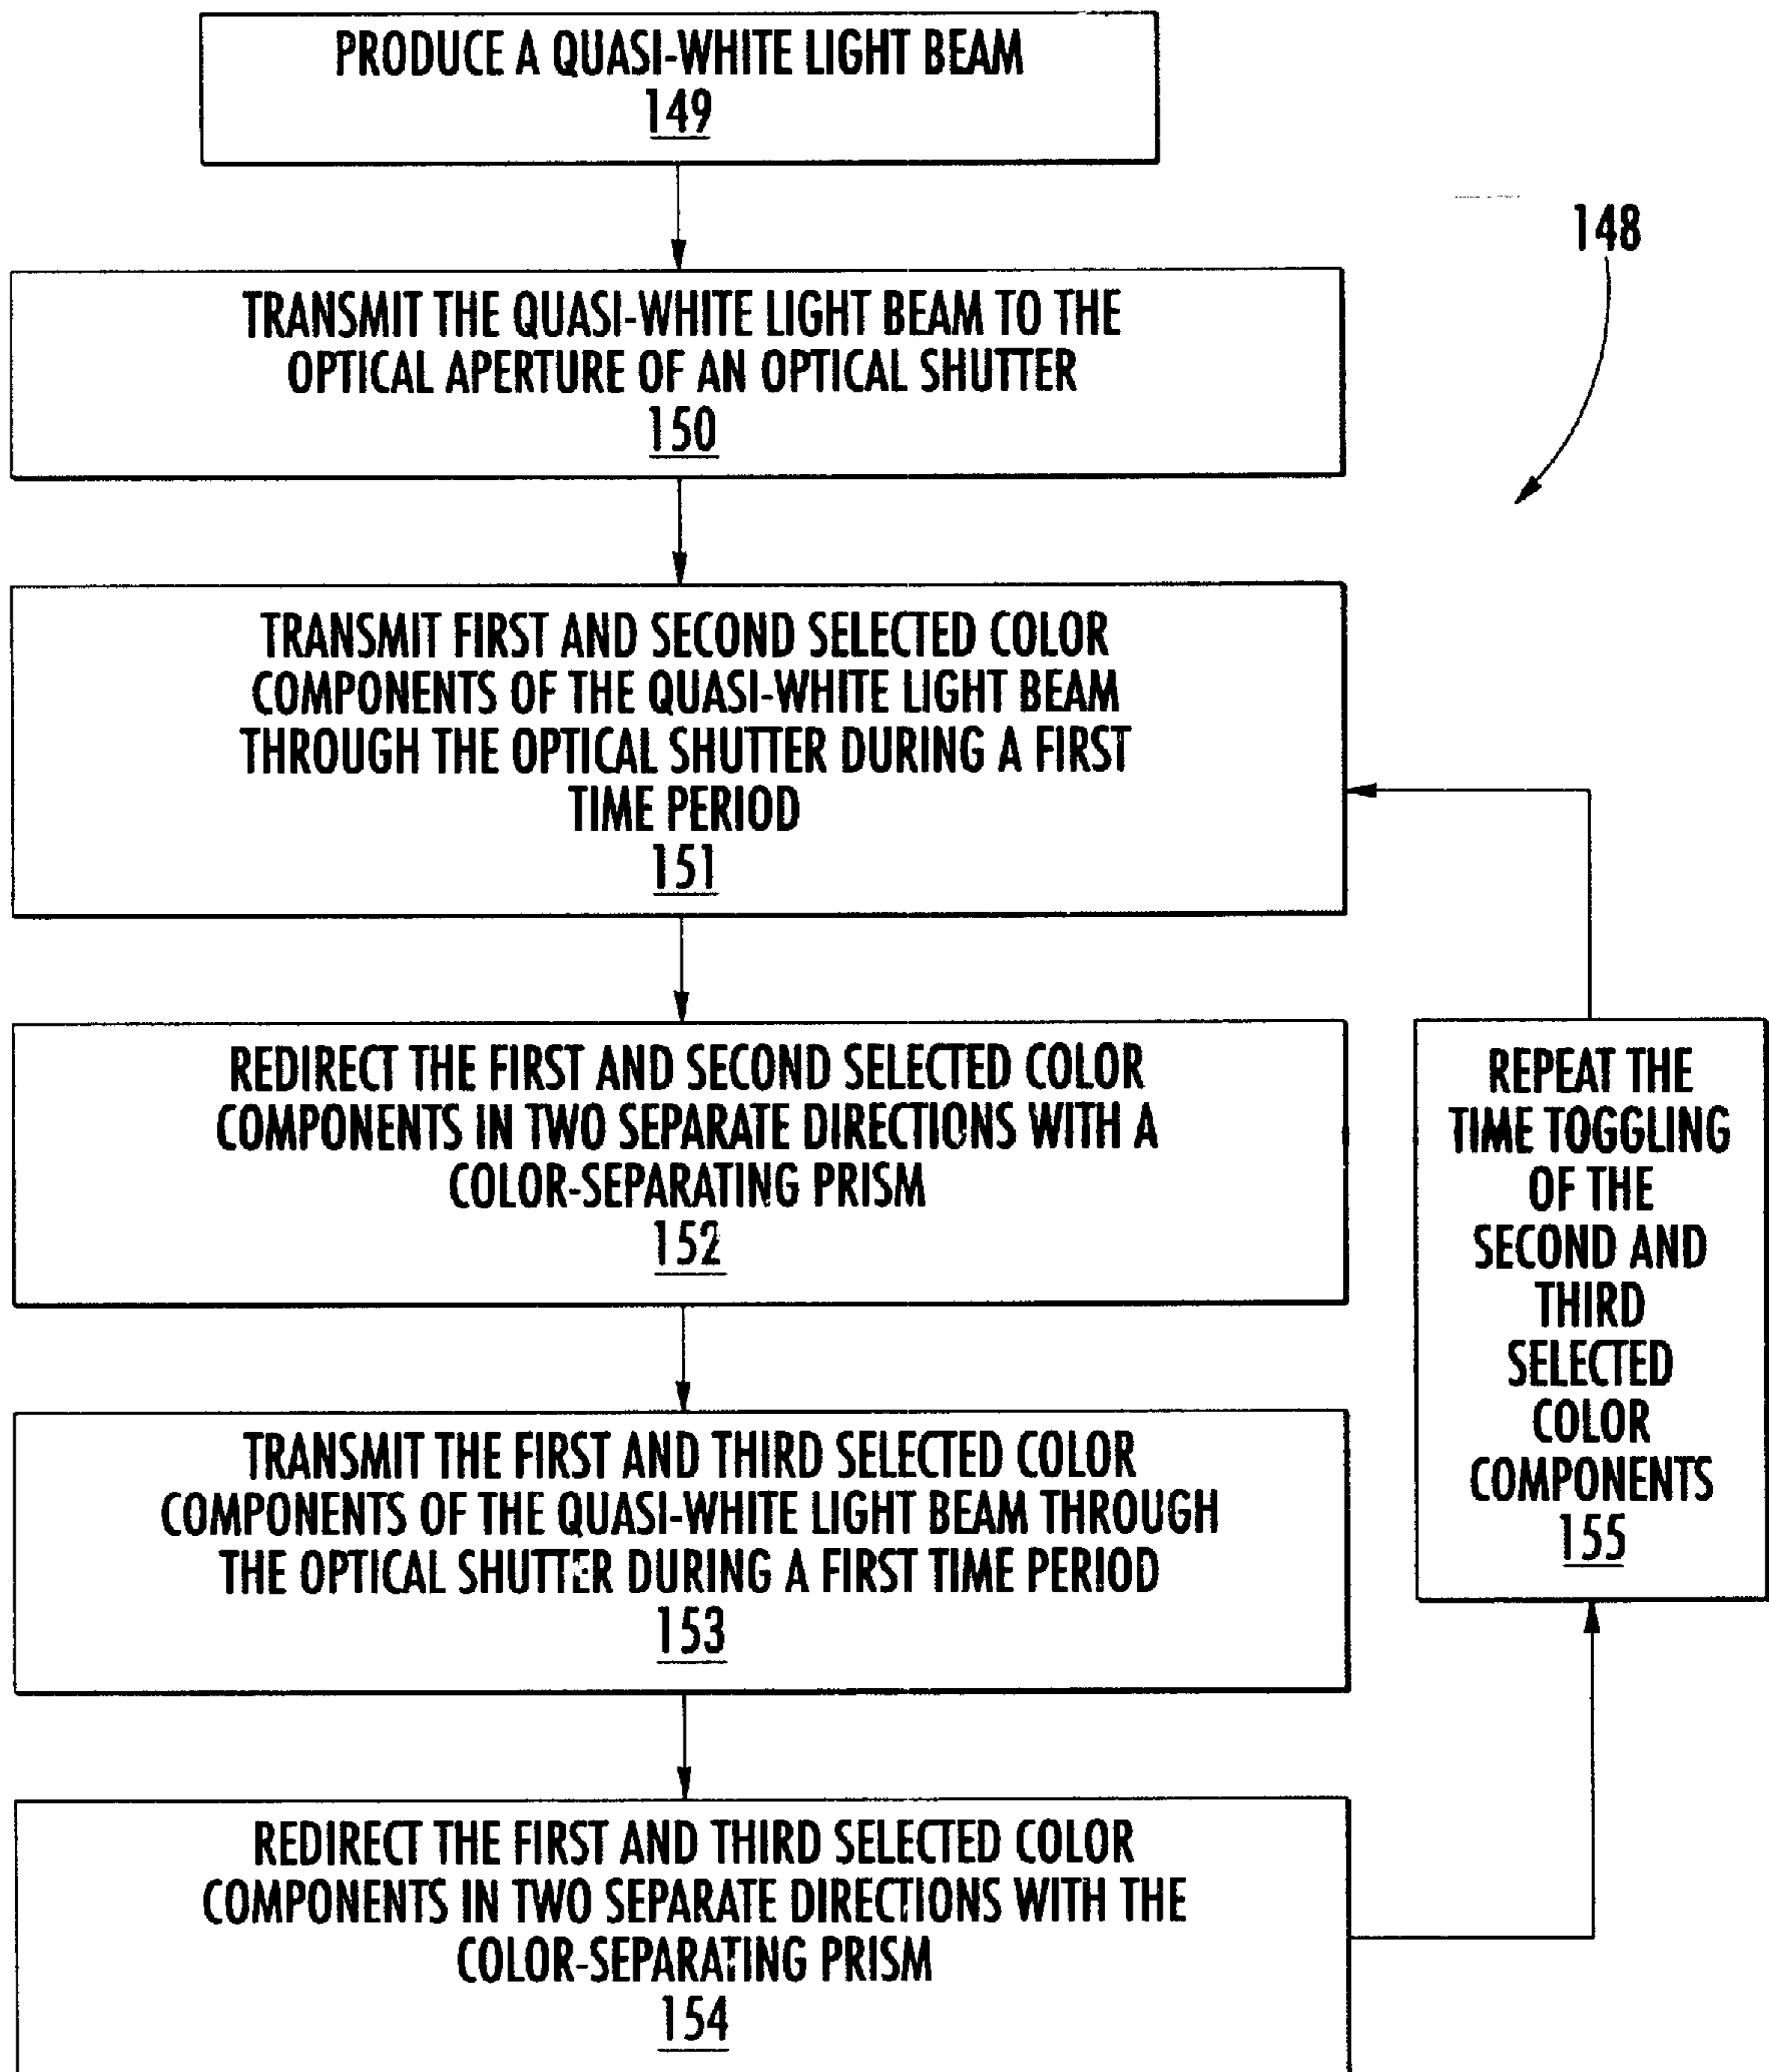 PRODUCE A QUASI-WHITE LIGHT BEAM
149
148
TRANSMIT THE QUASI-WHITE LIGHT BEAM TO THE
OPTICAL APERTURE OF AN OPTICAL SHUTTER
150
TRANSMIT FIRST AND SECOND SELECTED COLOR
COMPONENTS OF THE QUASI-WHITE LIGHT BEAM
THROUGH THE OPTICAL SHUTTER DURING A FIRST
TIME PERIOD
151
REDIRECT THE FIRST AND SECOND SELECTED COLOR
COMPONENTS IN TWO SEPARATE DIRECTIONS WITH A
COLOR-SEPARATING PRISM
152
TRANSMIT THE FIRST AND THIRD SELECTED COLOR
COMPONENTS OF THE QUASI-WHITE LIGHT BEAM THROUGH
THE OPTICAL SHUTTER DURING A FIRST TIME PERIOD
153
REDIRECT THE FIRST AND THIRD SELECTED COLOR
COMPONENTS IN TWO SEPARATE DIRECTIONS WITH THE
COLOR-SEPARATING PRISM
154
REPEAT THE
TIME TOGGLING
OF THE
SECOND AND
THIRD
SELECTED
COLOR
COMPONENTS
155